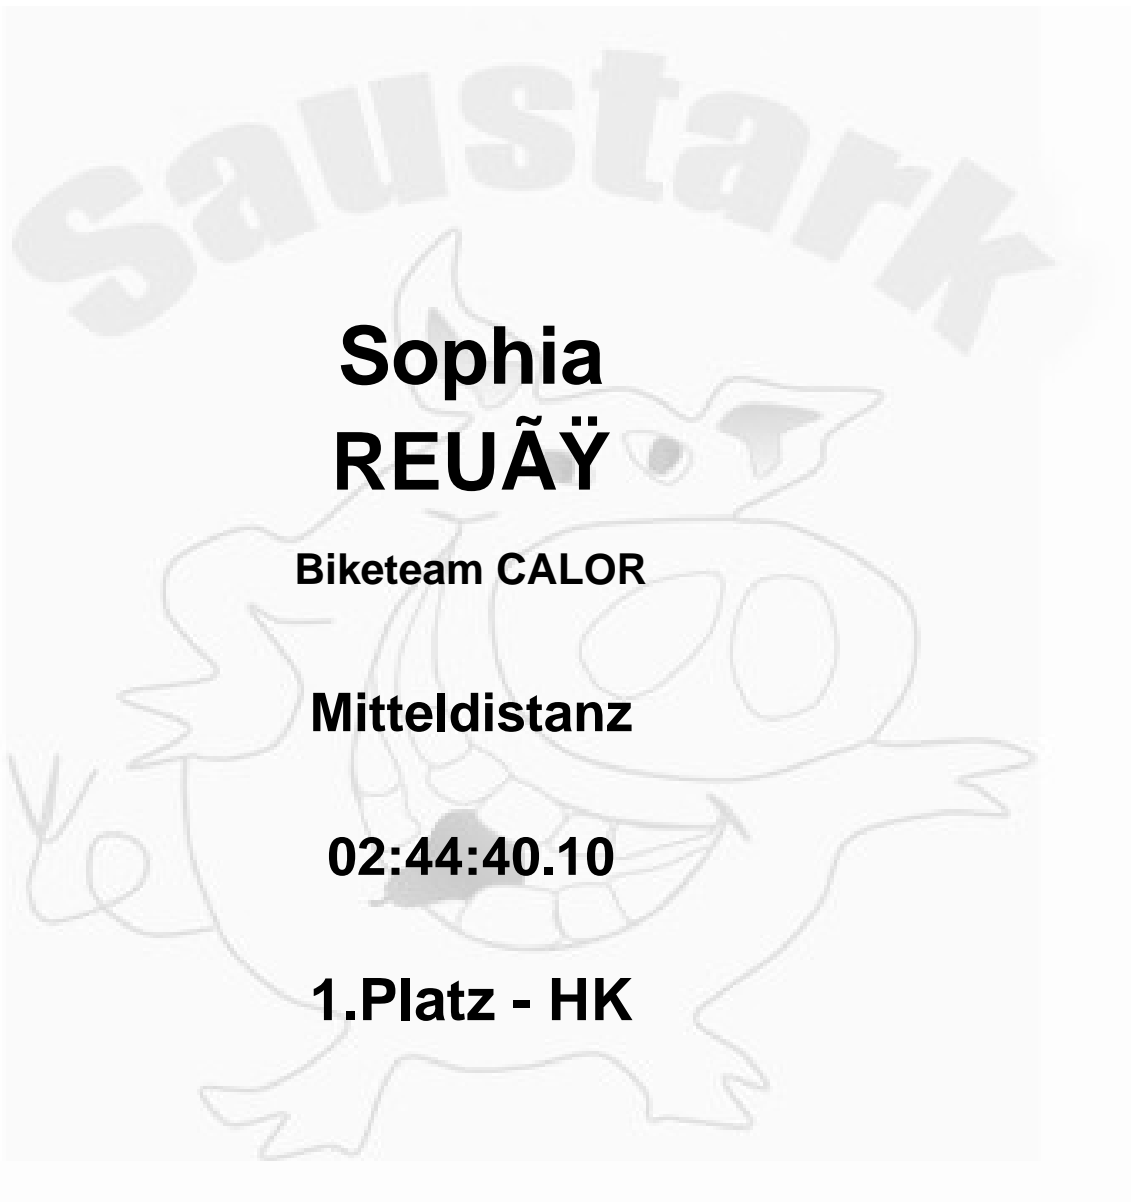 Saustark
Sophia
REUÃŸ
Biketeam CALOR
Mitteldistanz
02:44:40.10
1.Platz - HK